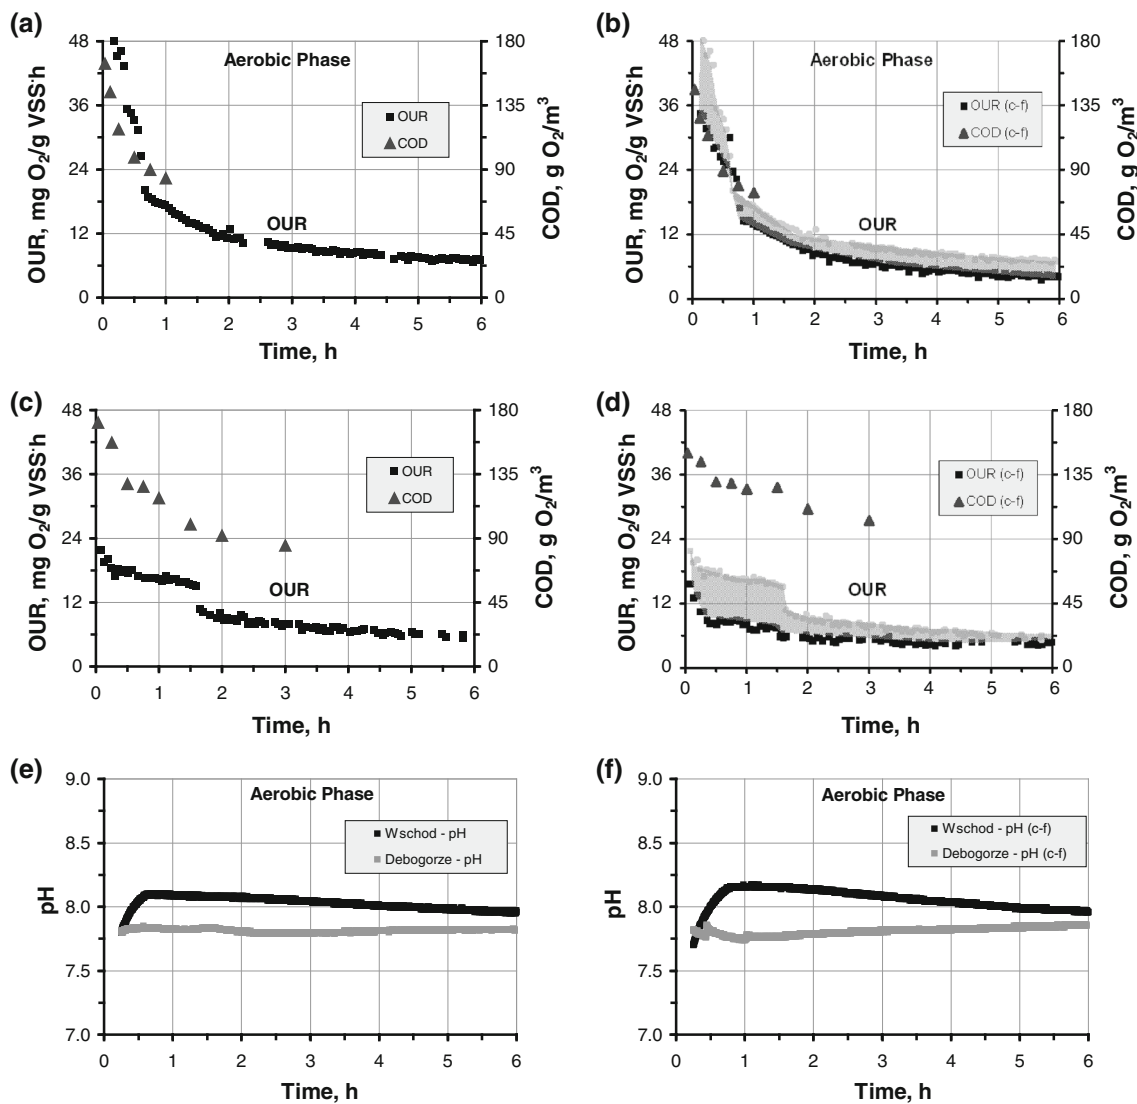 (a)
48
36
24
12
0
OUR, mg O2/g VSS·h
Aerobic Phase
OUR
COD
OUR
180
135
90
45
0
COD, g O2/m3
0 1 2 3 4 5 6
Time, h
(b)
48
36
24
12
0
OUR, mg O2/g VSS·h
Aerobic Phase
OUR (c-f)
COD (c-f)
OUR
180
135
90
45
0
COD, g O2/m3
0 1 2 3 4 5 6
Time, h
(c)
48
36
24
12
0
OUR, mg O2/g VSS·h
OUR
COD
OUR
180
135
90
45
0
COD, g O2/m3
0 1 2 3 4 5 6
Time, h
(d)
48
36
24
12
0
OUR, mg O2/g VSS·h
OUR (c-f)
COD (c-f)
OUR
180
135
90
45
0
COD, g O2/m3
0 1 2 3 4 5 6
Time, h
(e)
9.0
8.5
8.0
7.5
7.0
pH
Aerobic Phase
Wschod - pH
Debogorze - pH
0 1 2 3 4 5 6
Time, h
(f)
9.0
8.5
8.0
7.5
7.0
pH
Aerobic Phase
Wschod - pH (c-f)
Debogorze - pH (c-f)
0 1 2 3 4 5 6
Time, h